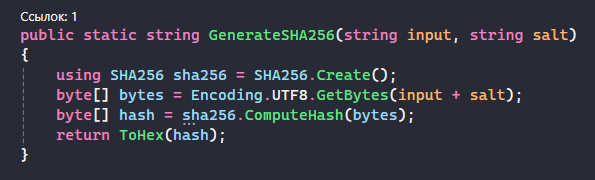 Ссылок: 1
public static string GenerateSHA256(string input, string salt)
{
using SHA256 sha256 = SHA256.Create();
byte[] bytes = Encoding.UTF8.GetBytes(input + salt);
byte[] hash = sha256.ComputeHash(bytes);
return ToHex(hash);
}